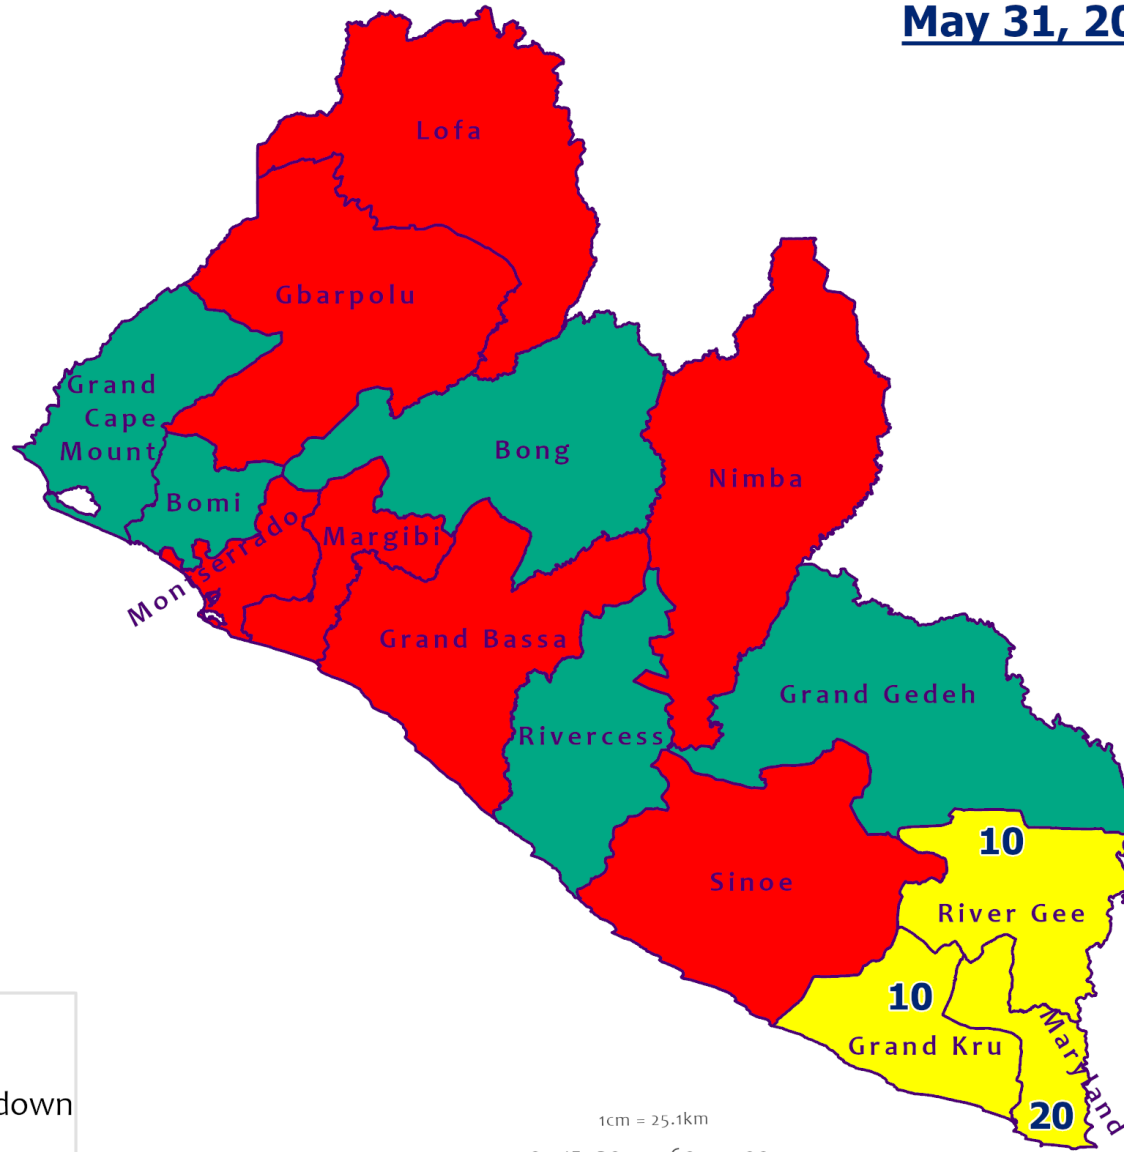 May 31, 20
Lofa
Gbarpolu
Grand
Cape
Mount
Bong
Nimba
Bomi
Margibi
Montserrado
Grand Bassa
Grand Gedeh
Rivercess
10
Sinoe
River Gee
10
Maryland
Grand Kru
down
20
1cm = 25.1km